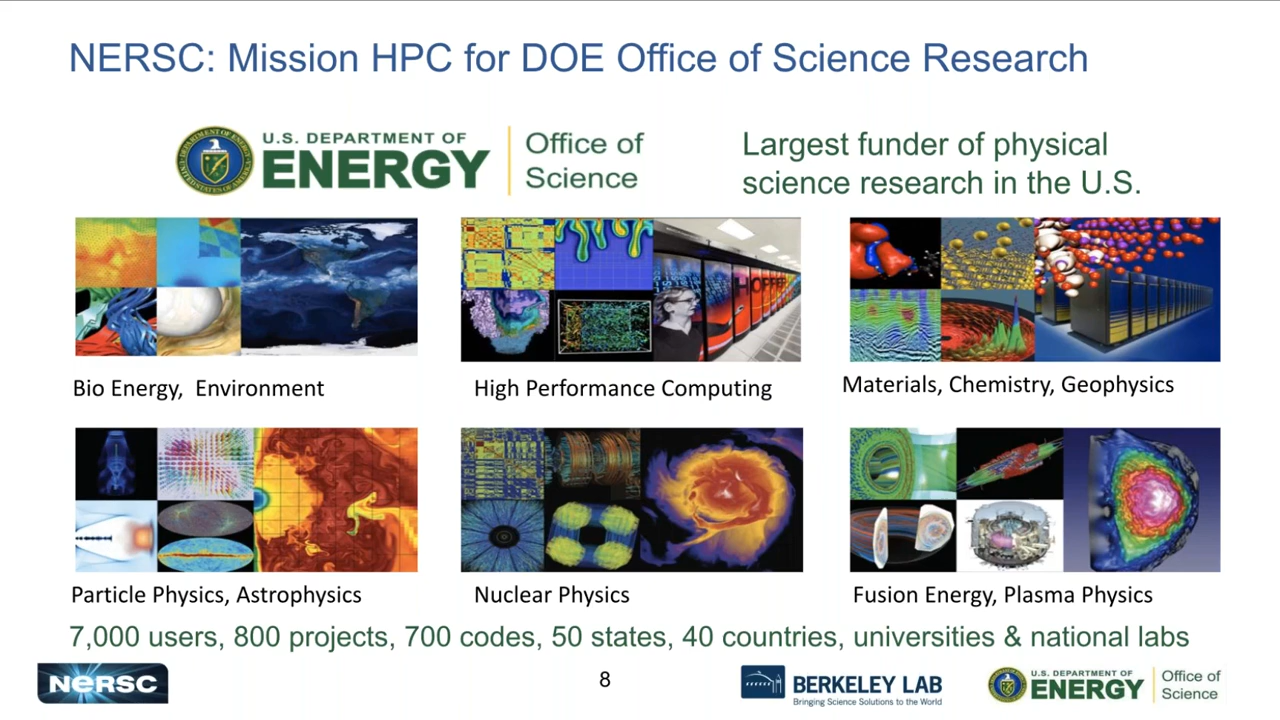 NERSC: Mission HPC for DOE Office of Science Research
U.S. DEPARTMENT OF
ENERGY
Office of
Science
Largest funder of physical
science research in the U.S.
Bio Energy,  Environment
High Performance Computing
Materials, Chemistry, Geophysics
Particle Physics, Astrophysics
Nuclear Physics
Fusion Energy, Plasma Physics
7,000 users, 800 projects, 700 codes, 50 states, 40 countries, universities & national labs
NERSC
8
BERKELEY LAB
Bringing Science Solutions to the World
U.S. DEPARTMENT OF
ENERGY
Office of
Science